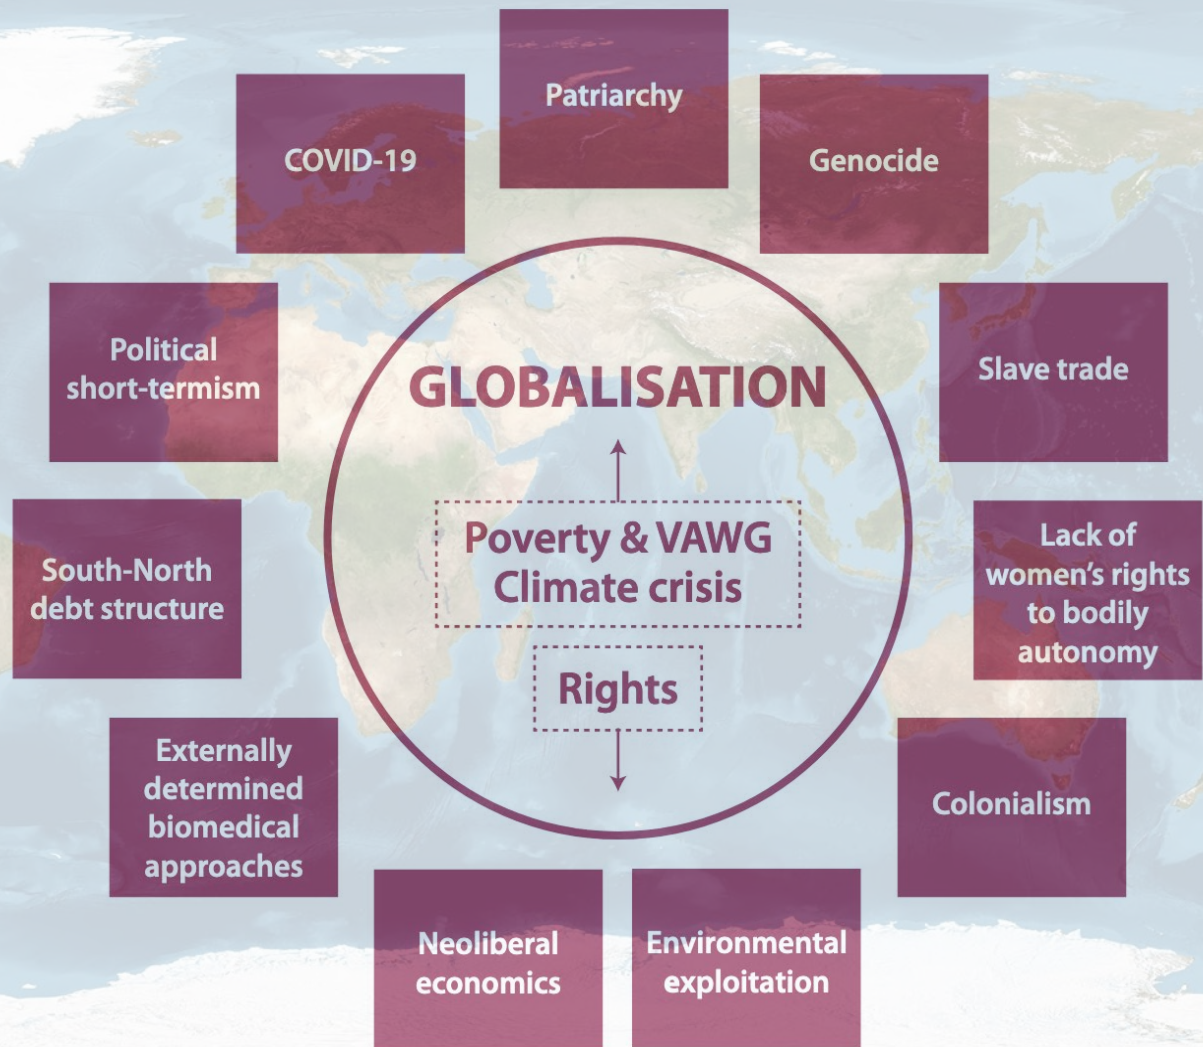 Patriarchy
COVID-19
Genocide
Political
short-termism
GLOBALISATION
Slave trade
South-North
debt structure
Poverty & VAWG
Climate crisis
Lack of
women's rights
to bodily
autonomy
Rights
Externally
determined
biomedical
approaches
Colonialism
Neoliberal
economics
Environmental
exploitation